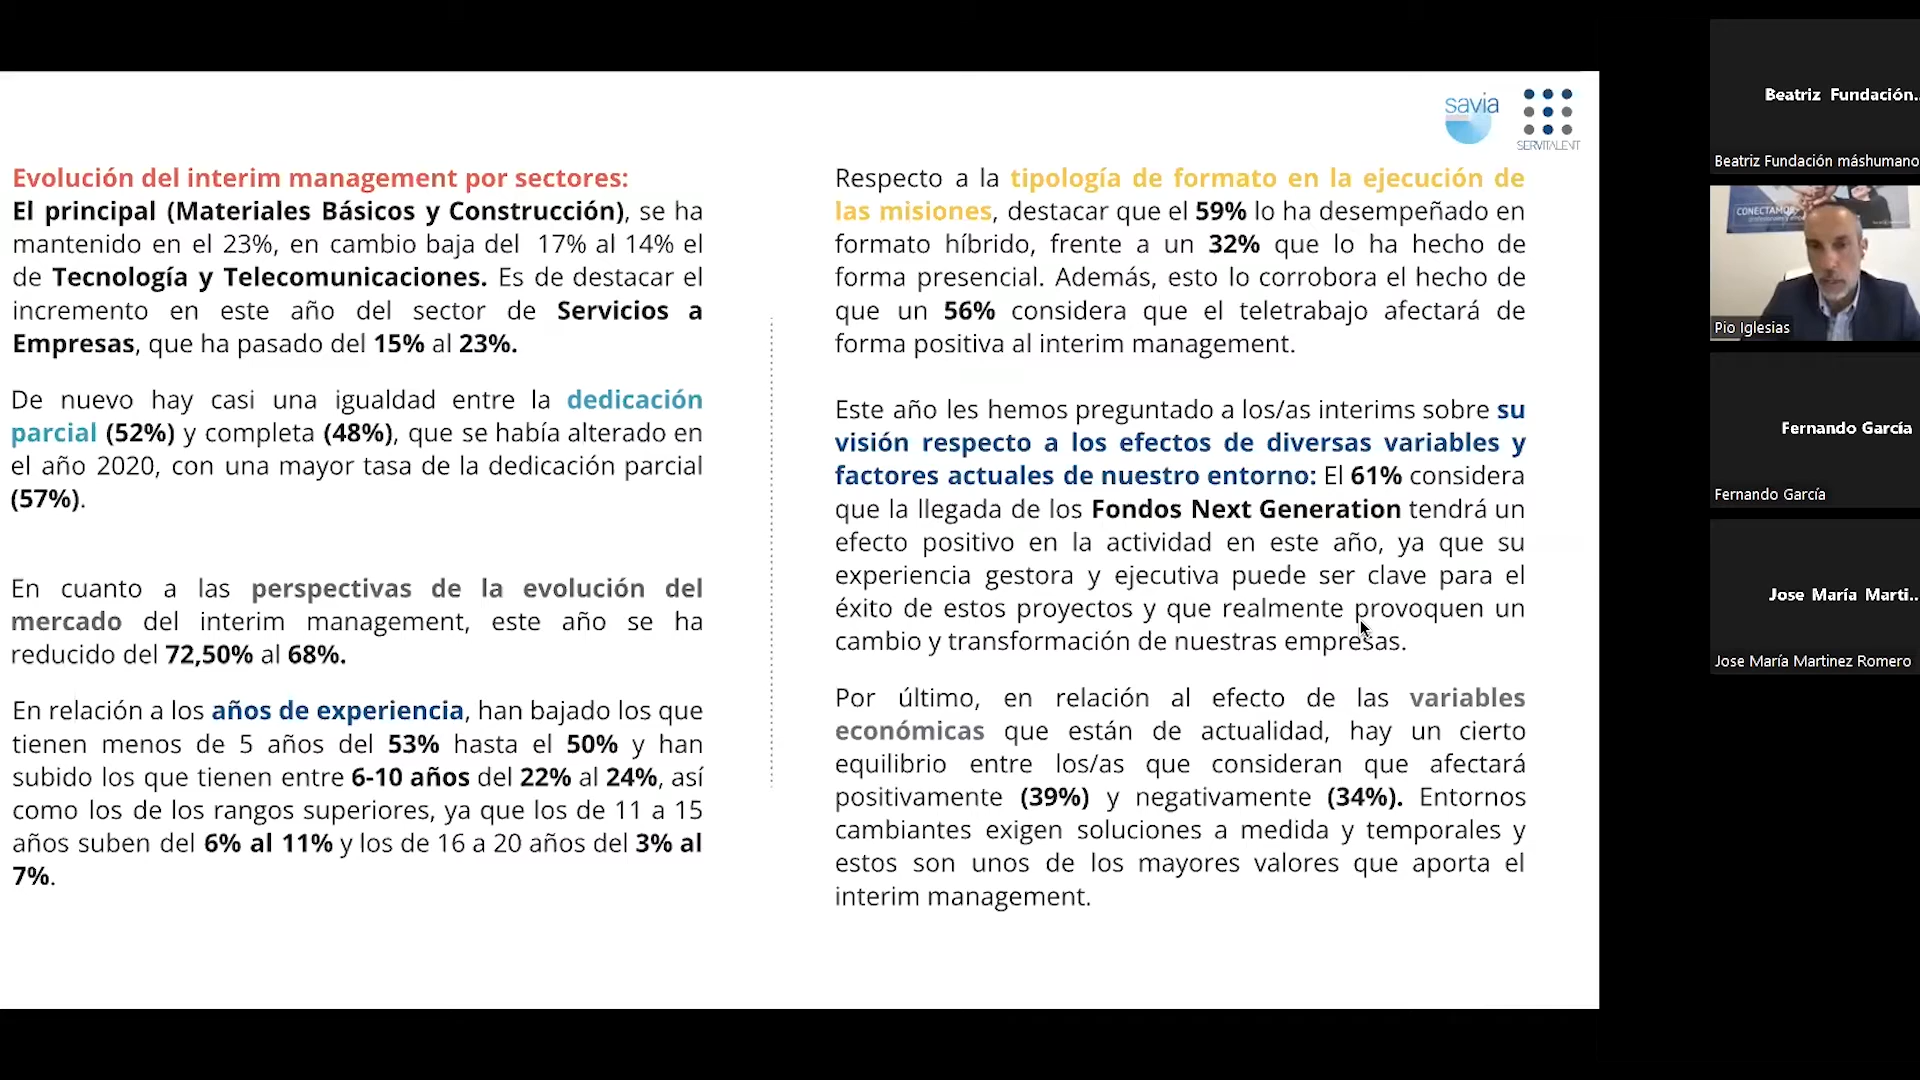 savia
SERVITALENT
Evolución del interim management por sectores:
El principal (Materiales Básicos y Construcción), se ha
mantenido en el 23%, en cambio baja del 17% al 14% el
de Tecnología y Telecomunicaciones. Es de destacar el
incremento en este año del sector de Servicios a
Empresas, que ha pasado del 15% al 23%.
De nuevo hay casi una igualdad entre la dedicación
parcial (52%) y completa (48%), que se había alterado en
el año 2020, con una mayor tasa de la dedicación parcial
(57%).
En cuanto a las perspectivas de la evolución del
mercado del interim management, este año se ha
reducido del 72,50% al 68%.
En relación a los años de experiencia, han bajado los que
tienen menos de 5 años del 53% hasta el 50% y han
subido los que tienen entre 6-10 años del 22% al 24%, así
como los de los rangos superiores, ya que los de 11 a 15
años suben del 6% al 11% y los de 16 a 20 años del 3% al
7%.
Respecto a la tipología de formato en la ejecución de
las misiones, destacar que el 59% lo ha desempeñado en
formato híbrido, frente a un 32% que lo ha hecho de
forma presencial. Además, esto lo corrobora el hecho de
que un 56% considera que el teletrabajo afectará de
forma positiva al interim management.
Este año les hemos preguntado a los/as interims sobre su
visión respecto a los efectos de diversas variables y
factores actuales de nuestro entorno: El 61% considera
que la llegada de los Fondos Next Generation tendrá un
efecto positivo en la actividad en este año, ya que su
experiencia gestora y ejecutiva puede ser clave para el
éxito de estos proyectos y que realmente provoquen un
cambio y transformación de nuestras empresas.
Por último, en relación al efecto de las variables
económicas que están de actualidad, hay un cierto
equilibrio entre los/as que consideran que afectará
positivamente (39%) y negativamente (34%). Entornos
cambiantes exigen soluciones a medida y temporales y
estos son unos de los mayores valores que aporta el
interim management.
Beatriz Fundación...
Beatriz Fundación máshumano
CONECTAMOS
Pio Iglesias
Fernando García
Fernando García
Jose María Marti...
Jose María Martinez Romero